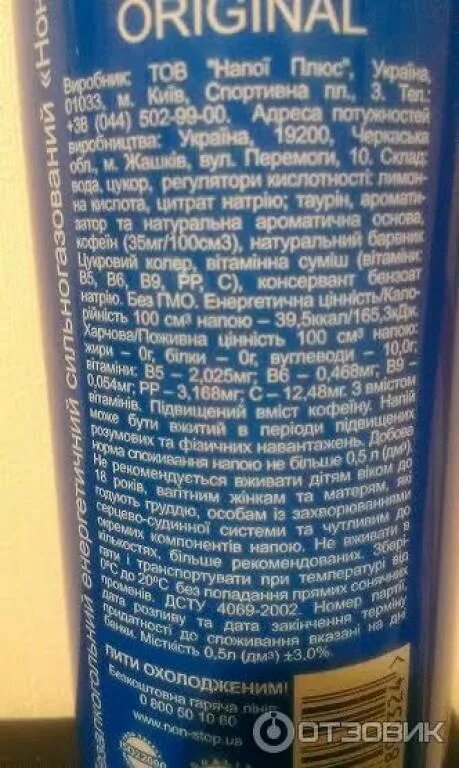 ORIGINAL
Виробник: ТОВ "Напої Плюс", Україна,
01033, м. Київ, Спортивна пл., 3. Тел.:
+38 (044) 502-99-00. Адреса потужностей
виробництва: Україна, 19200, Черкаська
обл., м. Жашків, вул. Перемоги, 10. Склад:
вода, цукор, регулятори кислотності: лимон-
на кислота, цитрат натрію; таурін, аромати-
затор та натуральна ароматична основа,
кофеїн (35мг/100см3), натуральний барвник
Цукровий колер, вітамінна суміш (вітаміни:
В5, В6, В9, РР, С), консервант бензоат
натрію. Без ГМО. Енергетична цінність/Кало-
рійність 100 см³ напою – 39,5ккал/165,3кДж.
Харчова/Поживна цінність 100 см³ напою:
жири – 0г, білки – 0г, вуглеводи – 10,0г;
вітаміни: В5 – 2,025мг, В6 – 0,468мг, В9 –
0,054мг; РР – 3,168мг; С – 12,48мг. З вмістом
вітамінів. Підвищений вміст кофеїну. Напій
може бути вжитий в періоди підвищених
розумових та фізичних навантажень. Добова
норма споживання напою не більше 0,5 л (дм³)
Не рекомендується вживати дітям віком до
18 років, вагітним жінкам та матерям, які
годують груддю, особам із захворюваннями
серцево-судинної системи та чутливим до
окремих компонентів напою. Не вживати в
кількостях, більше рекомендованих. Збері-
гати і транспортувати при температурі від
0°С до 20°С без попадання прямих сонячних
променів. ДСТУ 4069-2002. Номер партії,
дата розливу та дата закінчення терміну
придатності до споживання вказані на дні
банки. Місткість 0,5л (дм³) ±3,0%.
ПИТИ ОХОЛОДЖЕНИМ!
Безкоштовна гаряча лінія
0 800 50 10 60
www.non-stop.ua
Безалкогольний енергетичний сильногазований «Нон
ОТЗОВИК